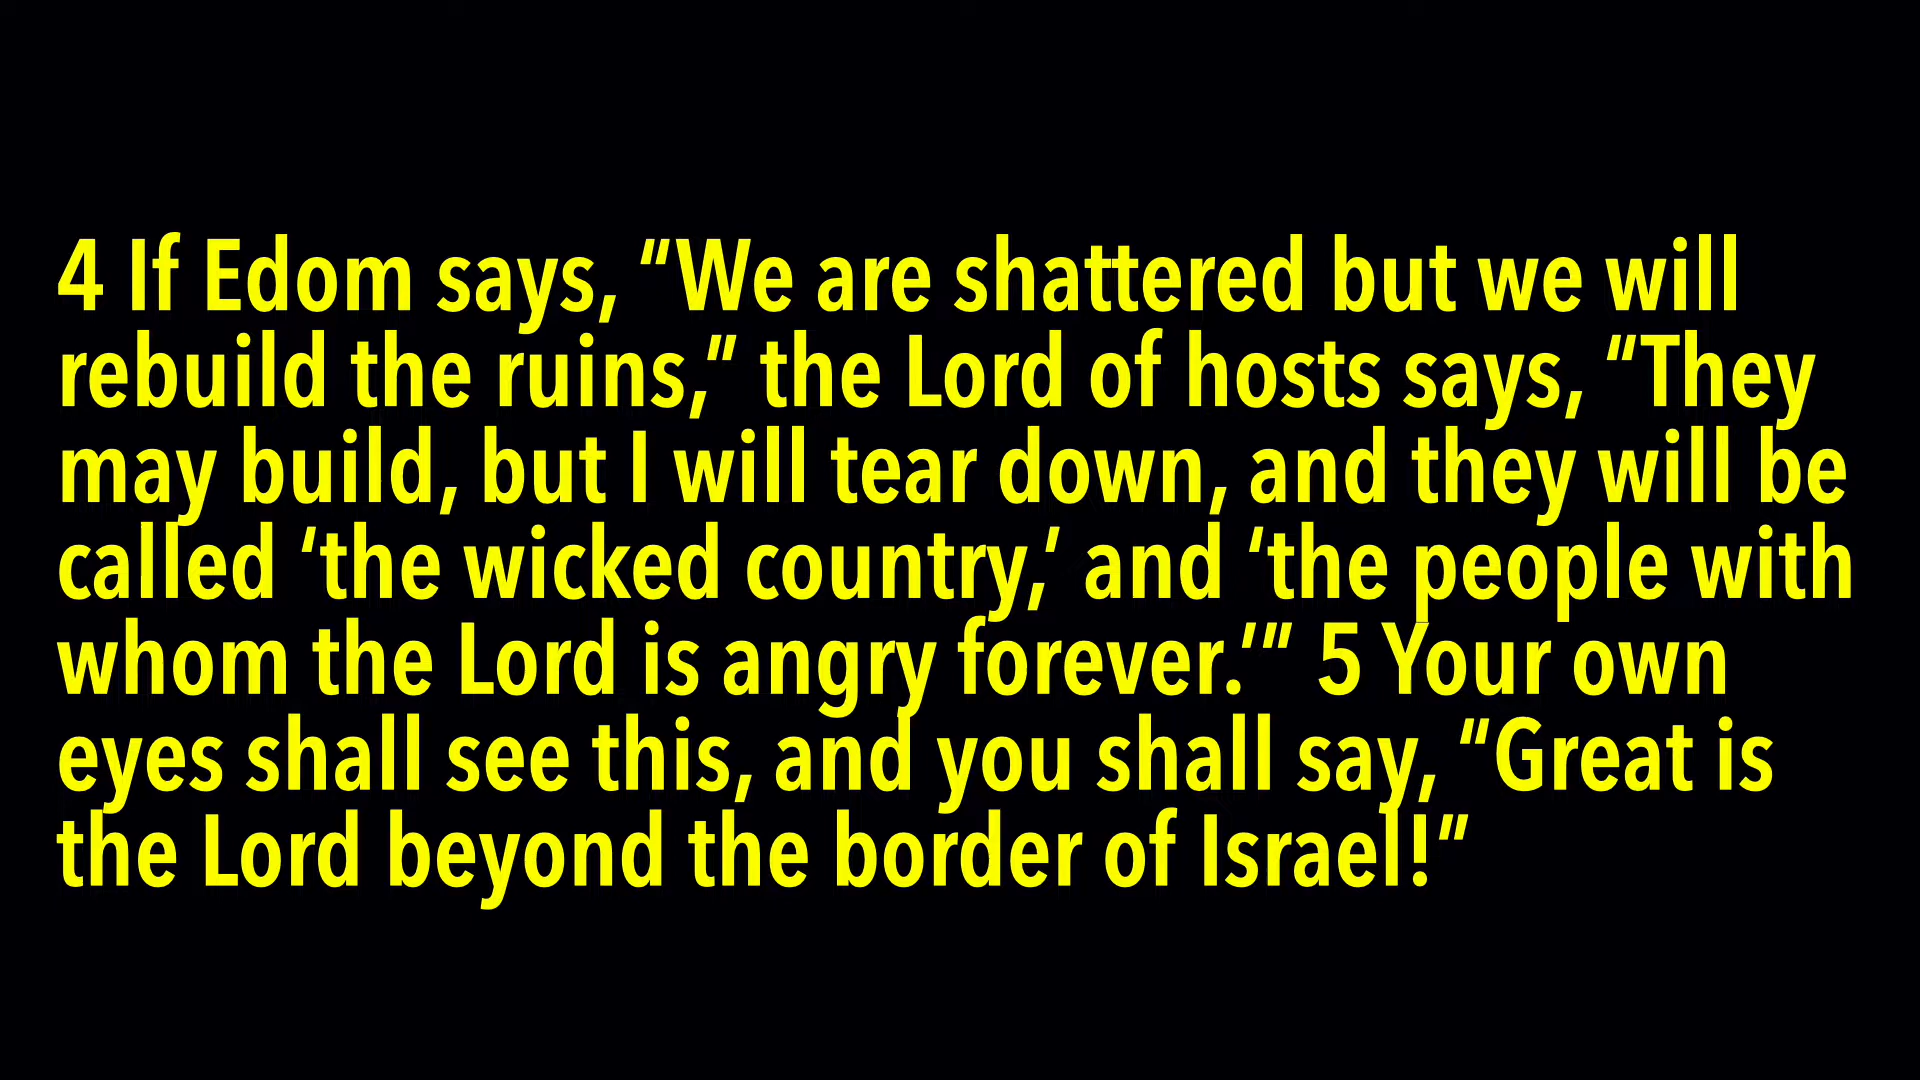 4 If Edom says, “We are shattered but we will
rebuild the ruins,” the Lord of hosts says, “They
may build, but I will tear down, and they will be
called ‘the wicked country,’ and ‘the people with
whom the Lord is angry forever.‘” 5 Your own
eyes shall see this, and you shall say, “Great is
the Lord beyond the border of Israel!”